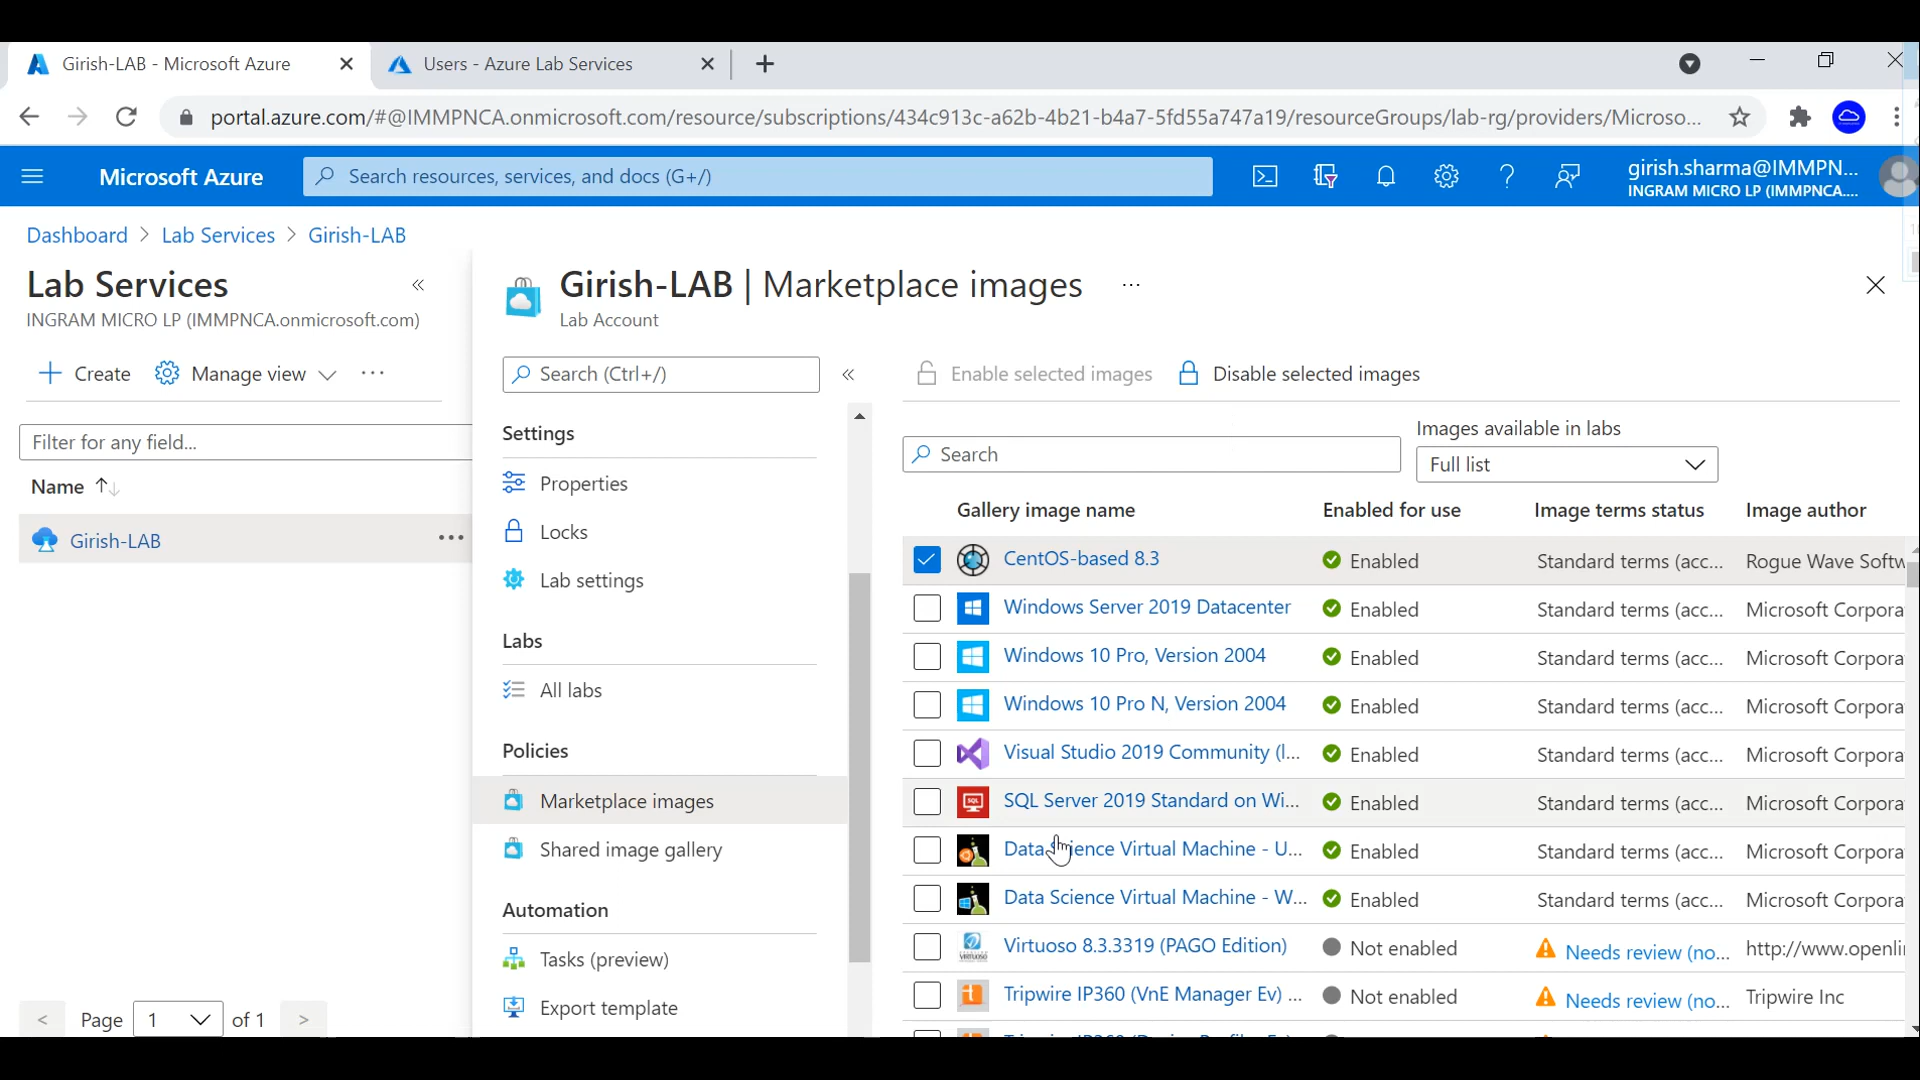 Girish-LAB - Microsoft Azure
Users - Azure Lab Services
portal.azure.com/#@IMMPNCA.onmicrosoft.com/resource/subscriptions/434c913c-a62b-4b21-b4a7-5fd55a747a19/resourceGroups/lab-rg/providers/Microso...
Microsoft Azure
Search resources, services, and docs (G+/)
girish.sharma@IMMPN...
INGRAM MICRO LP (IMMPNCA....
Dashboard > Lab Services > Girish-LAB
Lab Services
INGRAM MICRO LP (IMMPNCA.onmicrosoft.com)
Create
Manage view
Filter for any field...
Name
Girish-LAB
Page 1 of 1
Girish-LAB | Marketplace images
Lab Account
Search (Ctrl+/)
Settings
Properties
Locks
Lab settings
Labs
All labs
Policies
Marketplace images
Shared image gallery
Automation
Tasks (preview)
Export template
Enable selected images
Disable selected images
Search
Images available in labs
Full list
Gallery image name Enabled for use Image terms status Image author
CentOS-based 8.3 Enabled Standard terms (acc... Rogue Wave Softw
Windows Server 2019 Datacenter Enabled Standard terms (acc... Microsoft Corpora
Windows 10 Pro, Version 2004 Enabled Standard terms (acc... Microsoft Corpora
Windows 10 Pro N, Version 2004 Enabled Standard terms (acc... Microsoft Corpora
Visual Studio 2019 Community (l... Enabled Standard terms (acc... Microsoft Corpora
SQL Server 2019 Standard on Wi... Enabled Standard terms (acc... Microsoft Corpora
Data Science Virtual Machine - U... Enabled Standard terms (acc... Microsoft Corpora
Data Science Virtual Machine - W... Enabled Standard terms (acc... Microsoft Corpora
Virtuoso 8.3.3319 (PAGO Edition) Not enabled Needs review (no... http://www.openli
Tripwire IP360 (VnE Manager Ev) ... Not enabled Needs review (no... Tripwire Inc